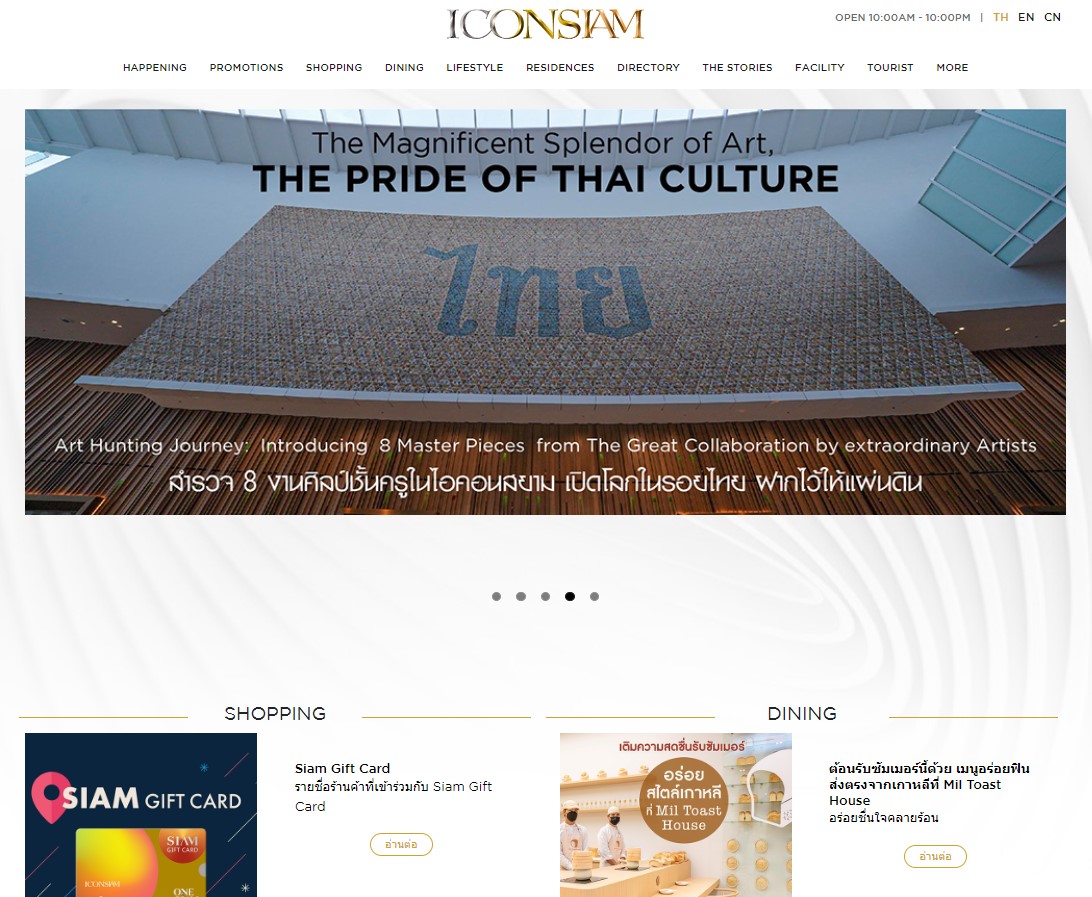 ICONSIAM
OPEN 10:00AM - 10:00PM | TH EN CN
HAPPENING PROMOTIONS SHOPPING DINING LIFESTYLE RESIDENCES DIRECTORY THE STORIES FACILITY TOURIST MORE
The Magnificent Splendor of Art,
THE PRIDE OF THAI CULTURE
ไทย
Art Hunting Journey: Introducing 8 Master Pieces from The Great Collaboration by extraordinary Artists
สำรวจ 8 งานศิลป์ชั้นครูในไอคอนสยาม เปิดโลกในรอยไทย ฝากไว้ให้แผ่นดิน
SHOPPING
SIAM GIFT CARD
SIAM
GIFT CARD
ICONSIAM
ONE
Siam Gift Card
รายชื่อร้านค้าที่เข้าร่วมกับ Siam Gift
Card
อ่านต่อ
DINING
เติมความสดชื่นรับซัมเมอร์
อร่อย
สไตล์เกาหลี
ที่ Mil Toast
House
ต้อนรับซัมเมอร์นี้ด้วย เมนูอร่อยฟิน
ส่งตรงจากเกาหลีที่ Mil Toast
House
อร่อยชื่นใจคลายร้อน
อ่านต่อ